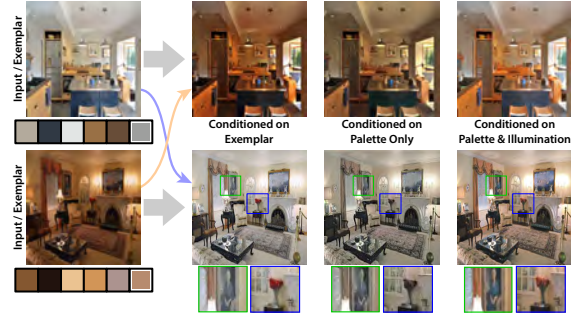 Input / Exemplar
Conditioned on
Exemplar
Conditioned on
Palette Only
Conditioned on
Palette & Illumination
Input / Exemplar